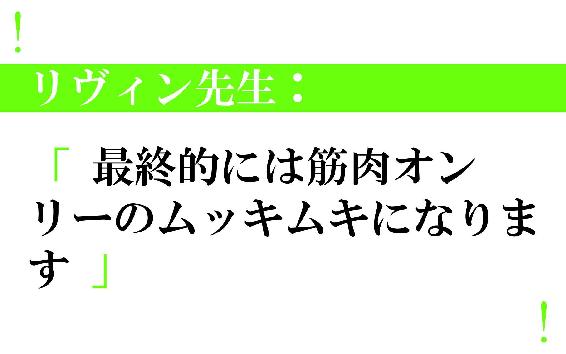 !
リヴィン先生：
「 最終的には筋肉オン
リーのムッキムキになりま
す 」
!